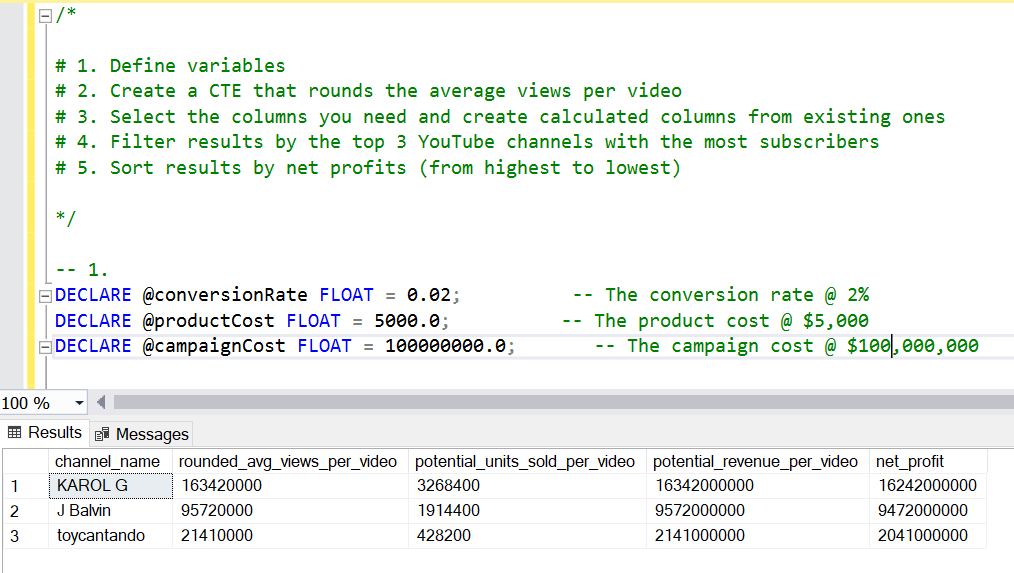 /*
# 1. Define variables
# 2. Create a CTE that rounds the average views per video
# 3. Select the columns you need and create calculated columns from existing ones
# 4. Filter results by the top 3 YouTube channels with the most subscribers
# 5. Sort results by net profits (from highest to lowest)
*/
-- 1.
DECLARE @conversionRate FLOAT = 0.02; -- The conversion rate @ 2%
DECLARE @productCost FLOAT = 5000.0; -- The product cost @ $5,000
DECLARE @campaignCost FLOAT = 100000000.0; -- The campaign cost @ $100,000,000
100 %
Results Messages
channel_name rounded_avg_views_per_video potential_units_sold_per_video potential_revenue_per_video net_profit
1 KAROL G 163420000 3268400 16342000000 16242000000
2 J Balvin 95720000 1914400 9572000000 9472000000
3 toycantando 21410000 428200 2141000000 2041000000